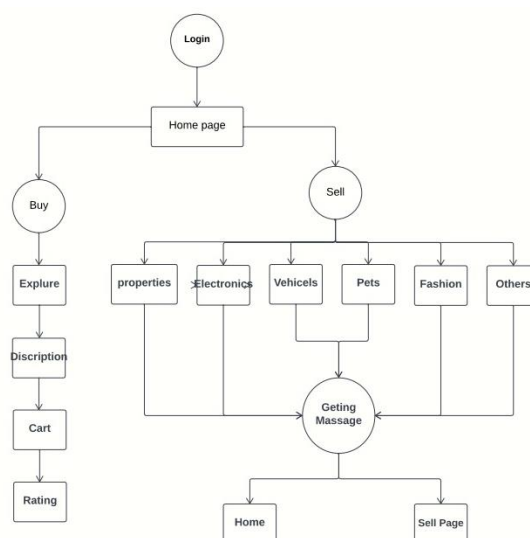 Login
Home page
Buy
Sell
Explure
properties
Electronics
Vehicels
Pets
Fashion
Others
Discription
Cart
Geting
Massage
Rating
Home
Sell Page